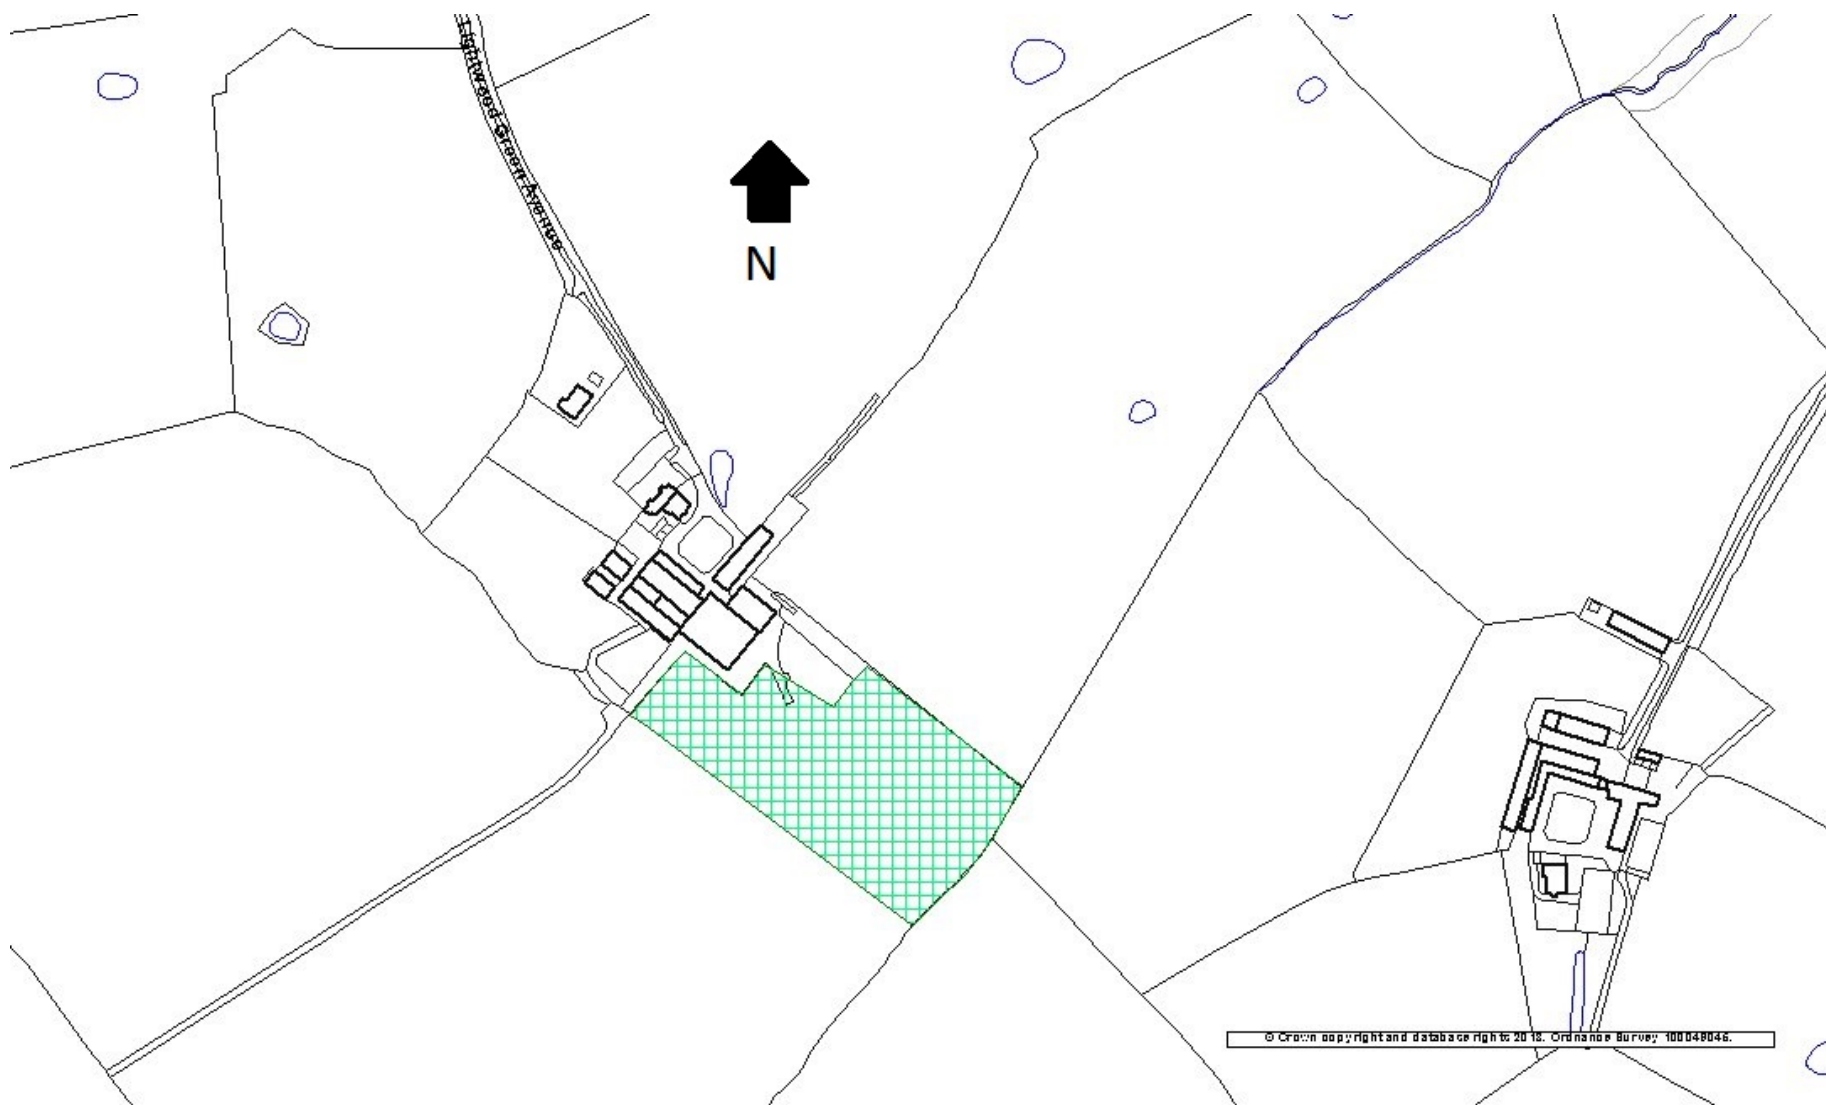 Lightwood Green Avenue
N
© Crown copyright and database rights 2018. Ordnance Survey 100049046.